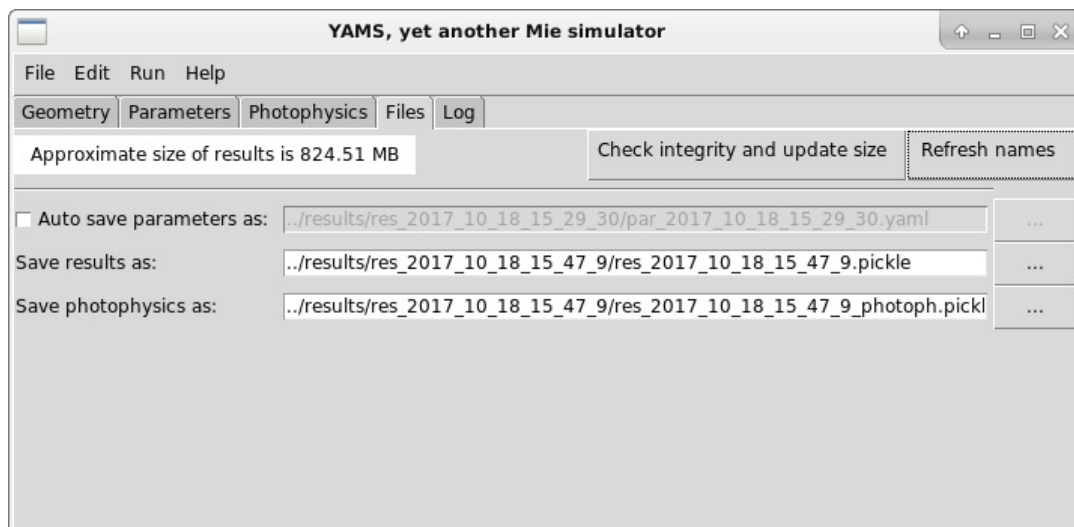 YAMS, yet another Mie simulator
File Edit Run Help
Geometry Parameters Photophysics Files Log
Approximate size of results is 824.51 MB Check integrity and update size Refresh names
Auto save parameters as: ../results/res_2017_10_18_15_29_30/par_2017_10_18_15_29_30.yaml ...
Save results as: ../results/res_2017_10_18_15_47_9/res_2017_10_18_15_47_9.pickle ...
Save photophysics as: ../results/res_2017_10_18_15_47_9/res_2017_10_18_15_47_9_photoph.pickl ...